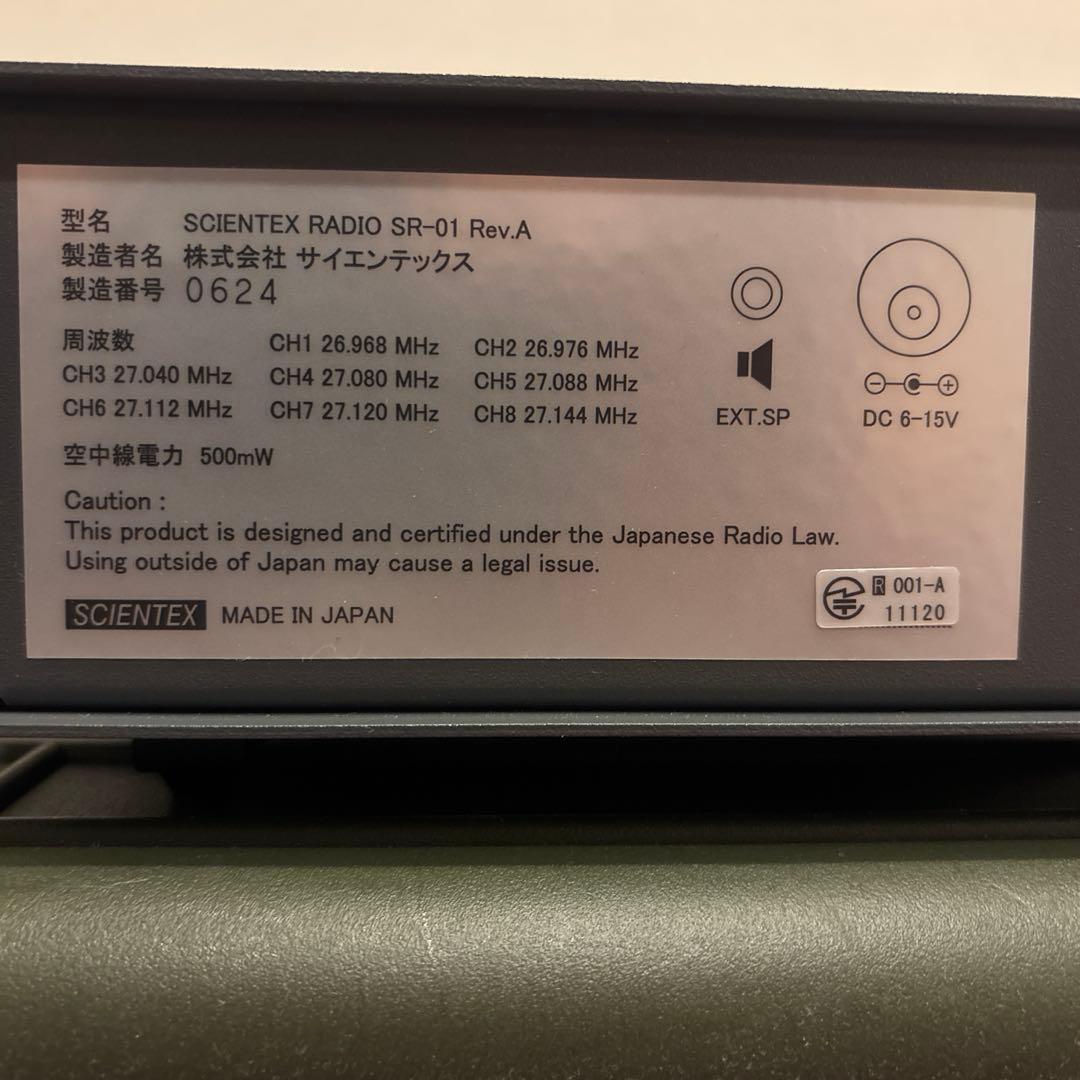 型名 SCIENTEX RADIO SR-01 Rev.A
製造者名 株式会社 サイエンテックス
製造番号 0624
周波数 CH1 26.968 MHz CH2 26.976 MHz
CH3 27.040 MHz CH4 27.080 MHz CH5 27.088 MHz
CH6 27.112 MHz CH7 27.120 MHz CH8 27.144 MHz
空中線電力 500mW
EXT.SP
DC 6-15V
Caution :
This product is designed and certified under the Japanese Radio Law.
Using outside of Japan may cause a legal issue.
SCIENTEX MADE IN JAPAN
R 001-A
11120